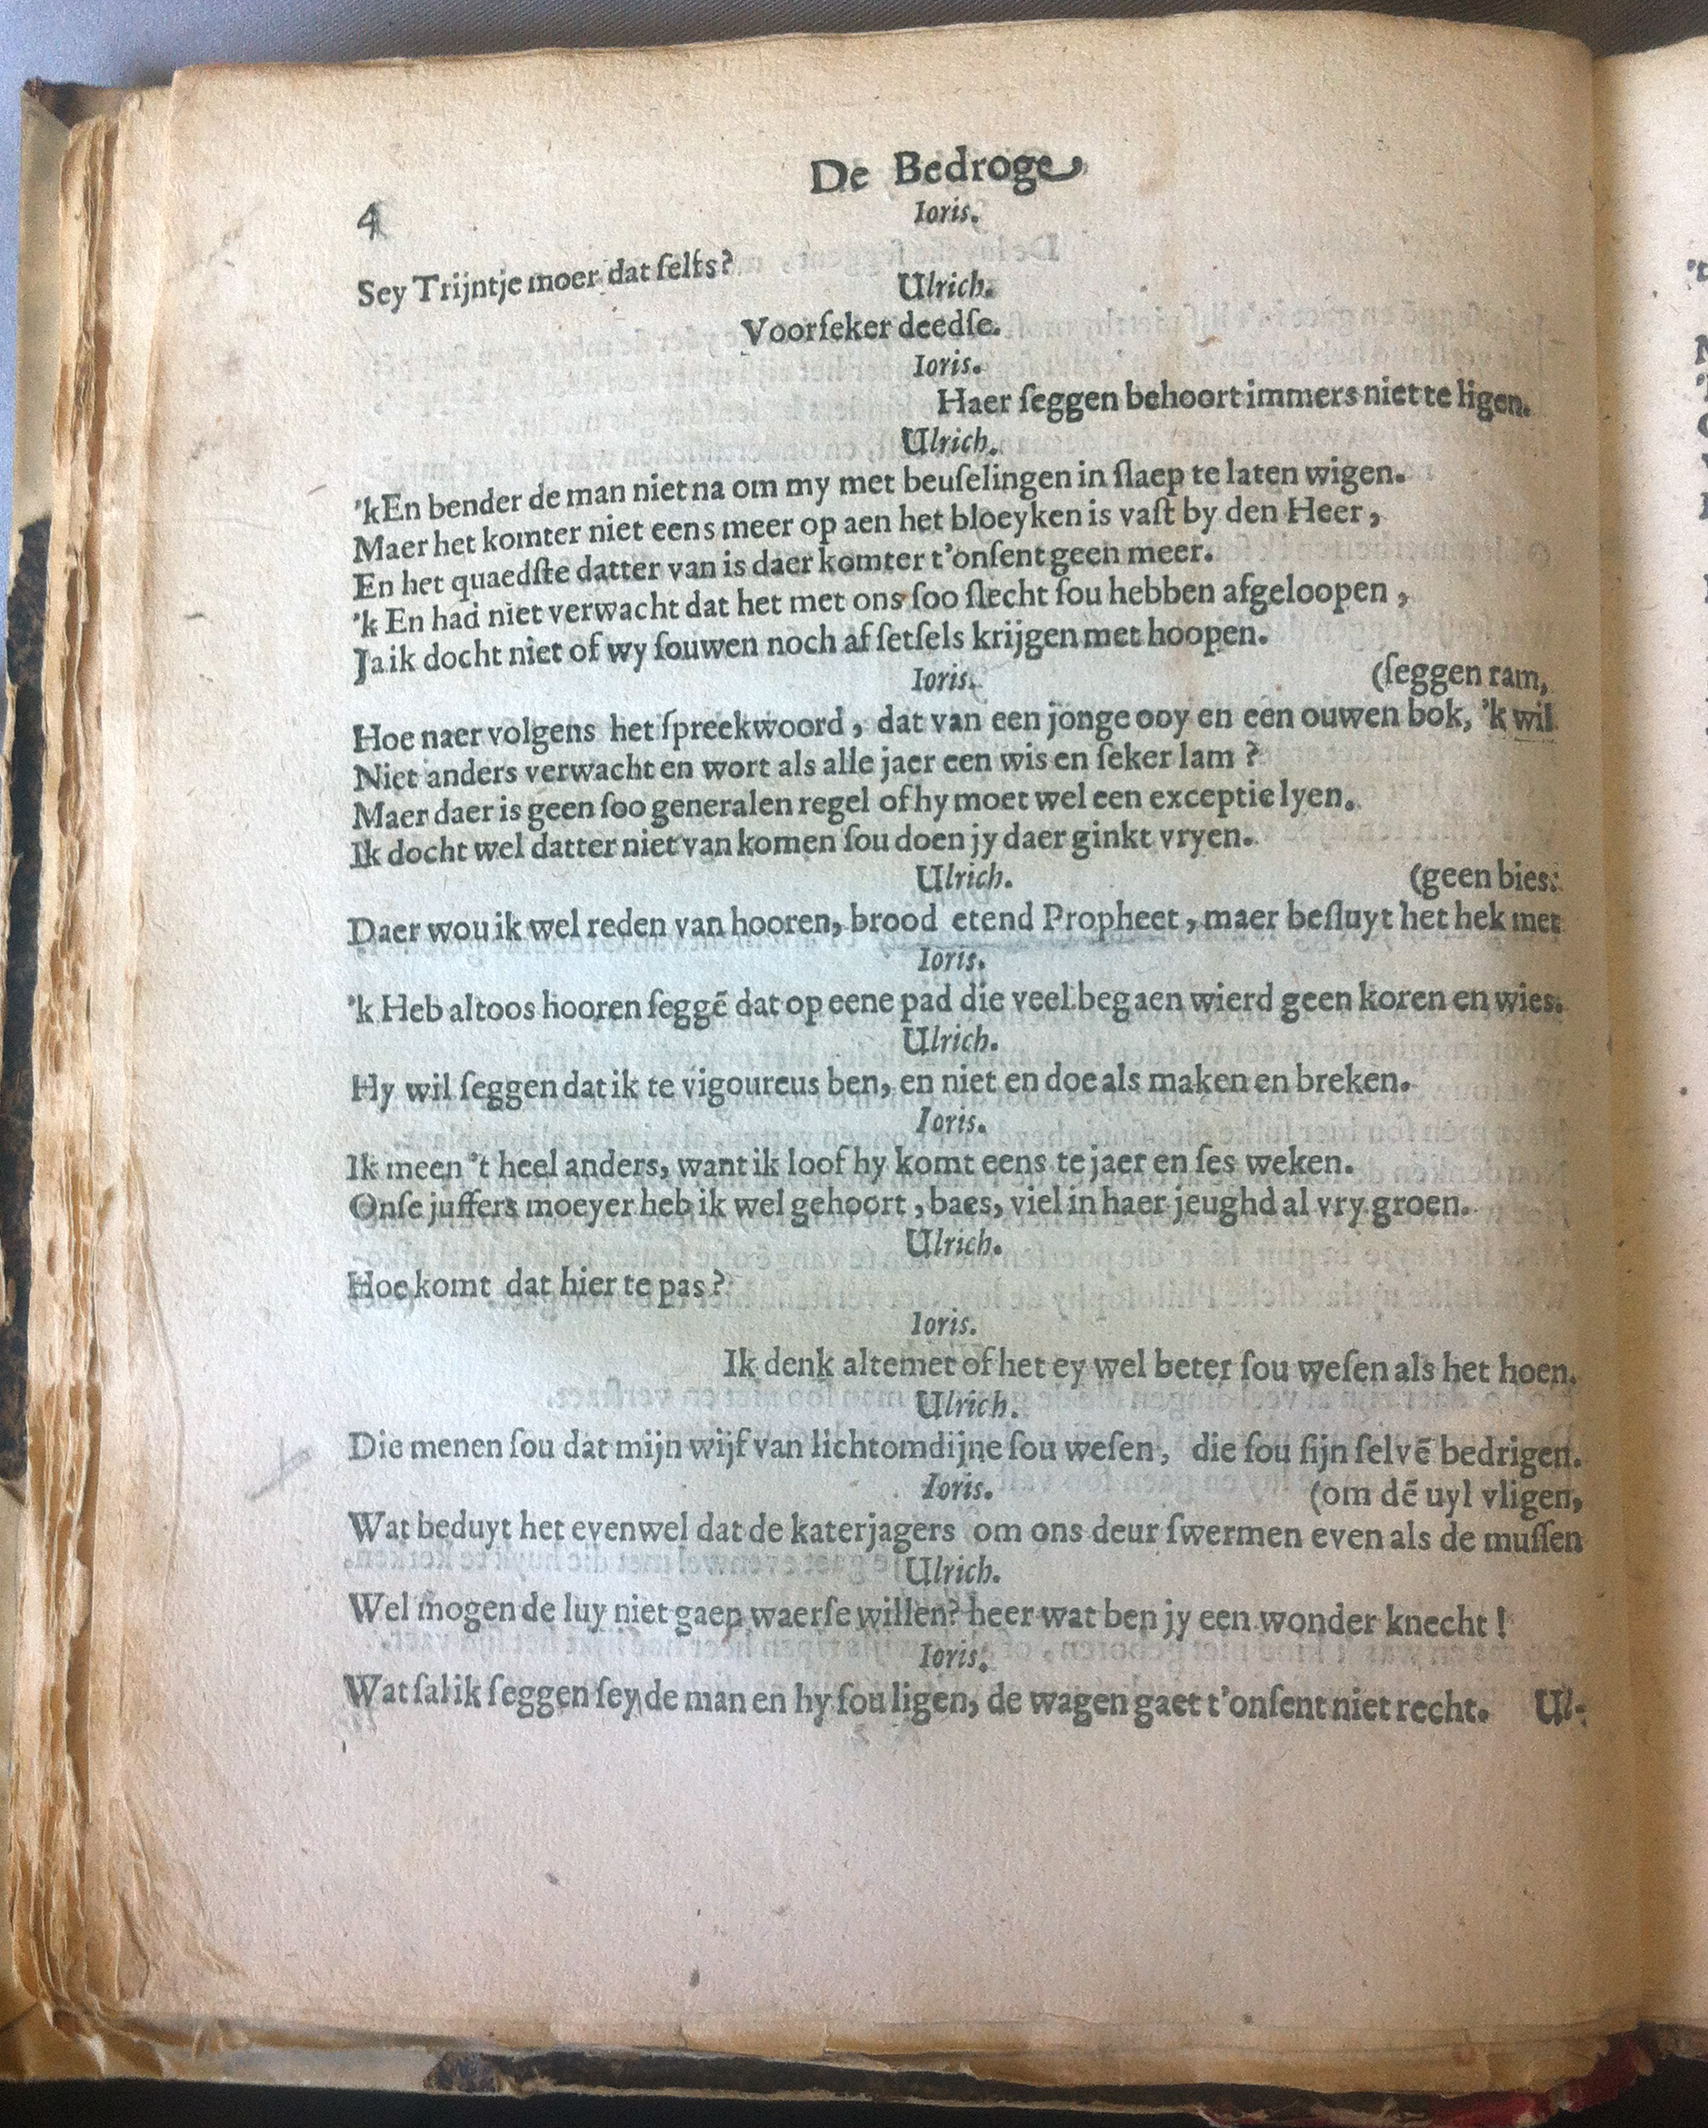 De Bedroge
4
Ioris.
Sey Trijntje moer dat ſelfs?
Ulrich.
Voorſeker deedſe.
Ioris.
Haer ſeggen behoort immers niet te ligen.
Ulrich.
'kEn bender de man niet na om my met beuſelingen in ſlaep te laten wigen.
Maer het komter niet eens meer op aen het bloeyken is vaſt by den Heer,
En het quaedſte datter van is daer komter t'onſent geen meer.
'k En had niet verwacht dat het met ons ſoo ſlecht ſou hebben afgeloopen,
Ja ik docht niet of wy ſouwen noch af ſetſels krijgen met hoopen.
Ioris.
(ſeggen ram,
Hoe naer volgens het ſpreekwoord, dat van een jonge ooy en een ouwen bok, 'k wil
Niet anders verwacht en wort als alle jaer een wis en ſeker lam?
Maer daer is geen ſoo generalen regel of hy moet wel een exceptie lyen.
Ik docht wel datter niet van komen ſou doen jy daer ginkt vryen.
Ulrich.
(geen bies:
Daer wou ik wel reden van hooren, brood etend Propheet, maer beſluyt het hek met
Ioris.
'k Heb altoos hooren ſeggẽ dat op eene pad die veel begaen wierd geen koren en wies.
Ulrich.
Hy wil ſeggen dat ik te vigoureus ben, en niet en doe als maken en breken.
Ioris.
Ik meen 't heel anders, want ik loof hy komt eens te jaer en ſes weken.
Onſe juffers moeyer heb ik wel gehoort, baes, viel in haer jeughd al vry groen.
Ulrich.
Hoe komt dat hier te pas?
Ioris.
Ik denk altemet of het ey wel beter ſou weſen als het hoen.
Ulrich.
Die menen ſou dat mijn wijf van lichtomdijne ſou weſen, die ſou ſijn ſelvẽ bedrigen.
Ioris.
(om dẽ uyl vligen,
Wat beduyt het evenwel dat de katerjagers om ons deur ſwermen even als de muſſen
Ulrich.
Wel mogen de luy niet gaen waerſe willen? heer wat ben jy een wonder knecht!
Ioris.
Wat ſal ik ſeggen ſey de man en hy ſou ligen, de wagen gaet t'onſent niet recht.
Ul-